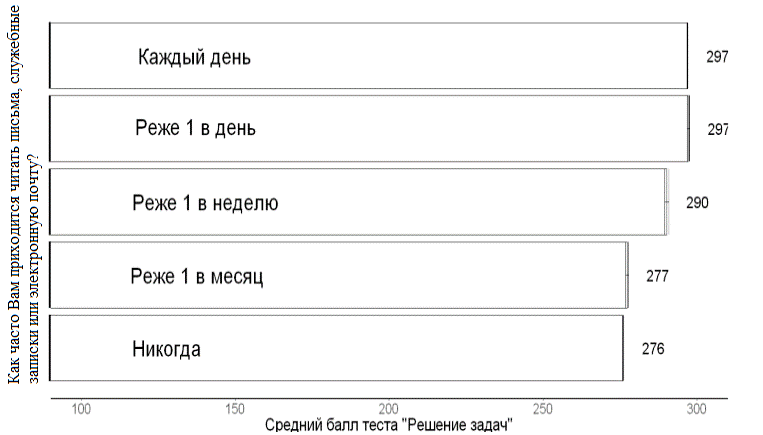 Как часто Вам приходится читать письма, служебные
записки или электронную почту?
Каждый день 297
Реже 1 в день 297
Реже 1 в неделю 290
Реже 1 в месяц 277
Никогда 276
100 150 200 250 300
Средний балл теста "Решение задач"